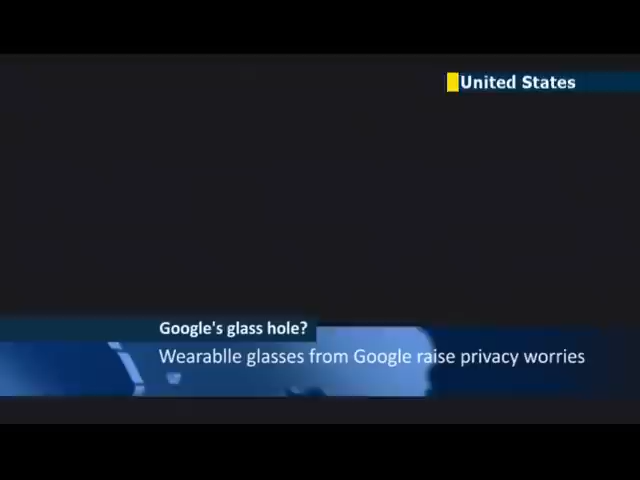 United States
Google's glass hole?
Wearablle glasses from Google raise privacy worries